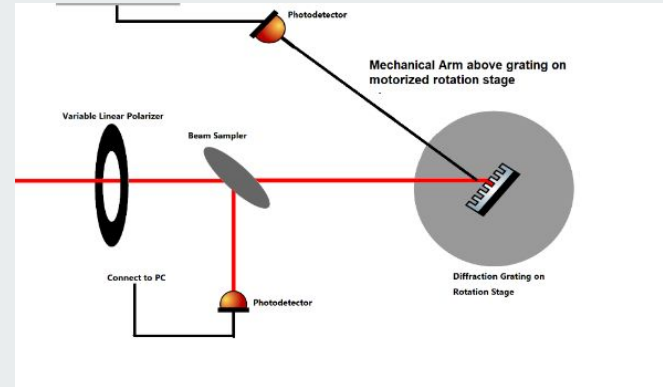 Photodetector
Mechanical Arm above grating on
motorized rotation stage
Variable Linear Polarizer
Beam Sampler
Connect to PC
Photodetector
Diffraction Grating on
Rotation Stage